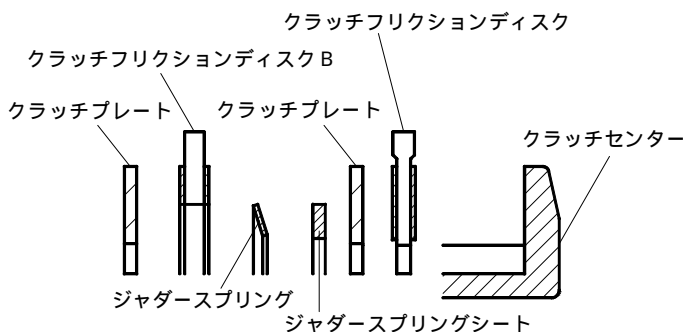 クラッチフリクションディスク
クラッチフリクションディスクB
クラッチプレート
クラッチプレート
クラッチセンター
ジャダースプリング
ジャダースプリングシート